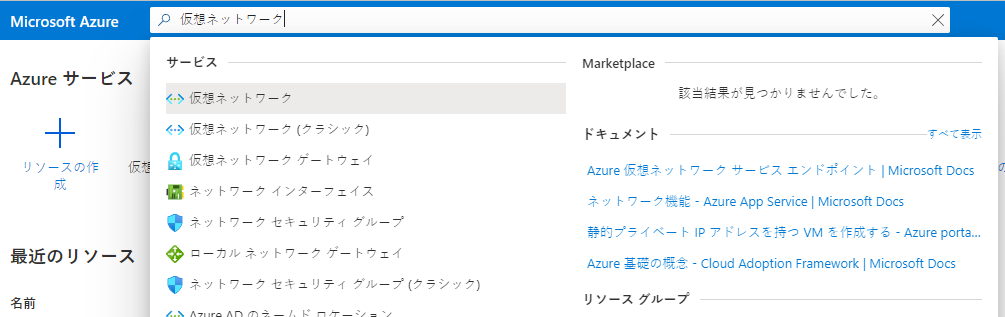 Microsoft Azure
仮想ネットワーク
Azure サービス
リソースの作
成
仮想
最近のリソース
名前
サービス
仮想ネットワーク
仮想ネットワーク (クラシック)
仮想ネットワーク ゲートウェイ
ネットワーク インターフェイス
ネットワーク セキュリティ グループ
ローカル ネットワーク ゲートウェイ
ネットワーク セキュリティ グループ (クラシック)
Azure AD のネームド ロケーション
Marketplace
該当結果が見つかりませんでした。
ドキュメント
すべて表示
Azure 仮想ネットワーク サービス エンドポイント | Microsoft Docs
ネットワーク機能 - Azure App Service | Microsoft Docs
静的プライベート IP アドレスを持つ VM を作成する - Azure porta...
Azure 基礎の概念 - Cloud Adoption Framework | Microsoft Docs
リソース グループ
の